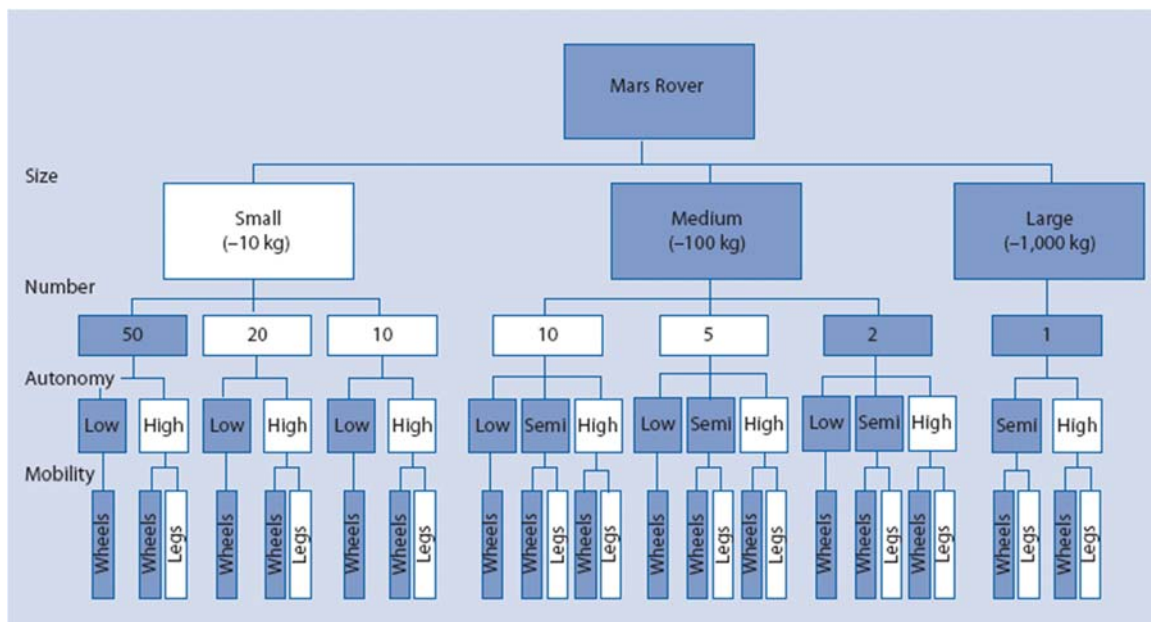 Mars Rover
Size
Small
(–10 kg)
Medium
(–100 kg)
Large
(–1,000 kg)
Number
50 20 10 10 5 2 1
Autonomy
Low High Low High Low High Low Semi High Low Semi High Low Semi High Semi High
Mobility
Wheels Wheels Legs Wheels Wheels Legs Wheels Wheels Legs Wheels Wheels Legs Wheels Legs Wheels Wheels Legs Wheels Legs Wheels Wheels Legs Wheels Legs Wheels Legs Wheels Legs